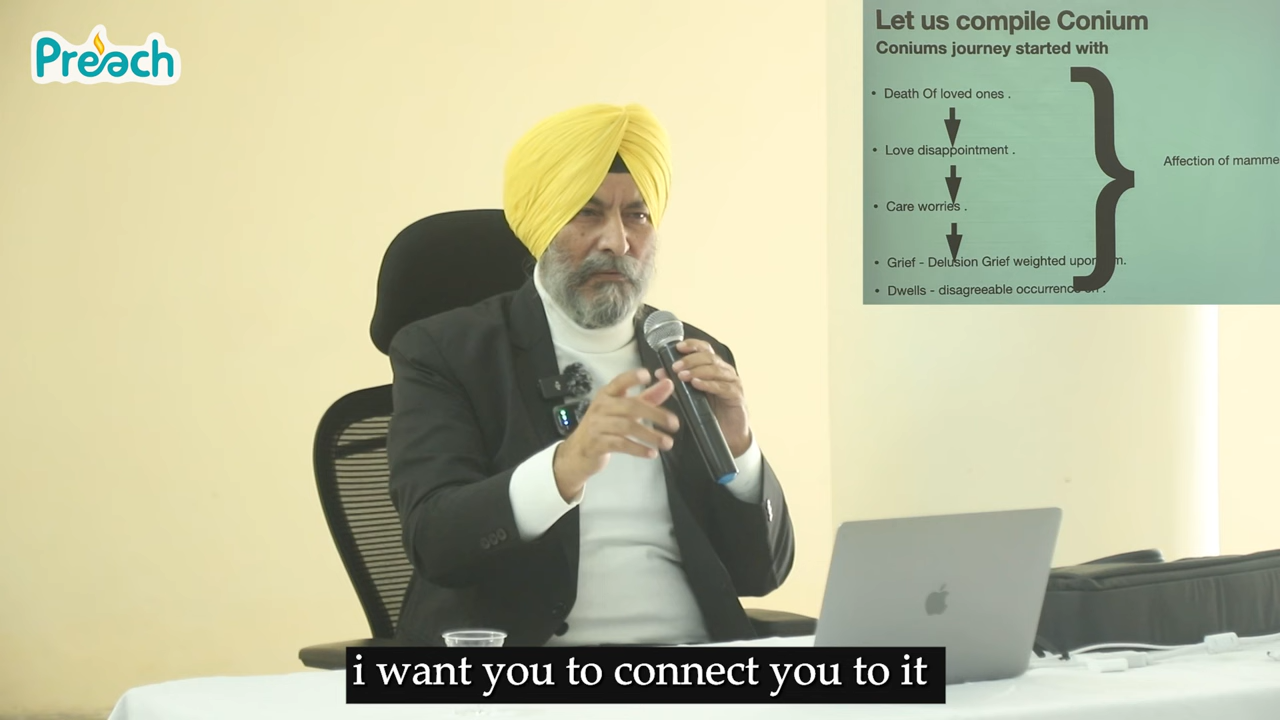 Preach
Let us compile Conium
Coniums journey started with
• Death Of loved ones .
• Love disappointment .
• Care worries .
• Grief - Delusion Grief weighted upon
• Dwells - disagreeable occurrence
Affection of mamme
i want you to connect you to it